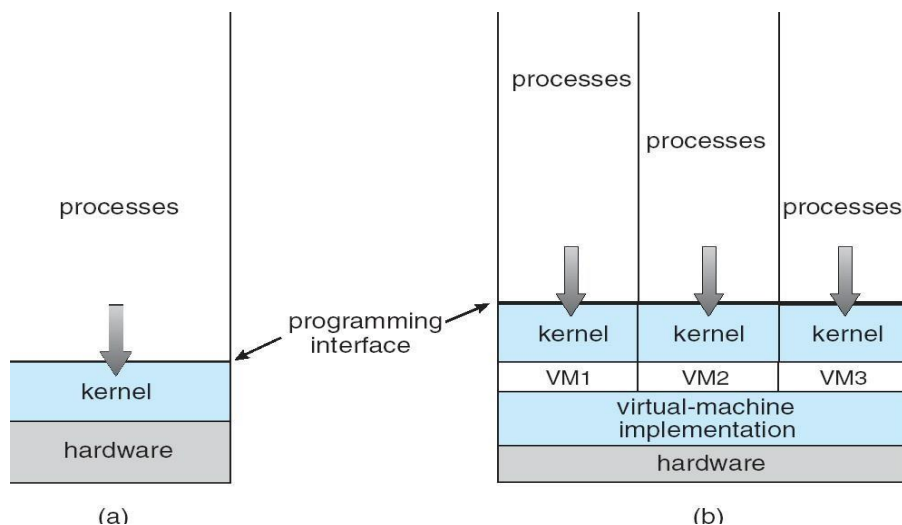 processes
kernel
hardware
(a)
programming
interface
processes
processes
processes
kernel
kernel
kernel
VM1
VM2
VM3
virtual-machine
implementation
hardware
(b)